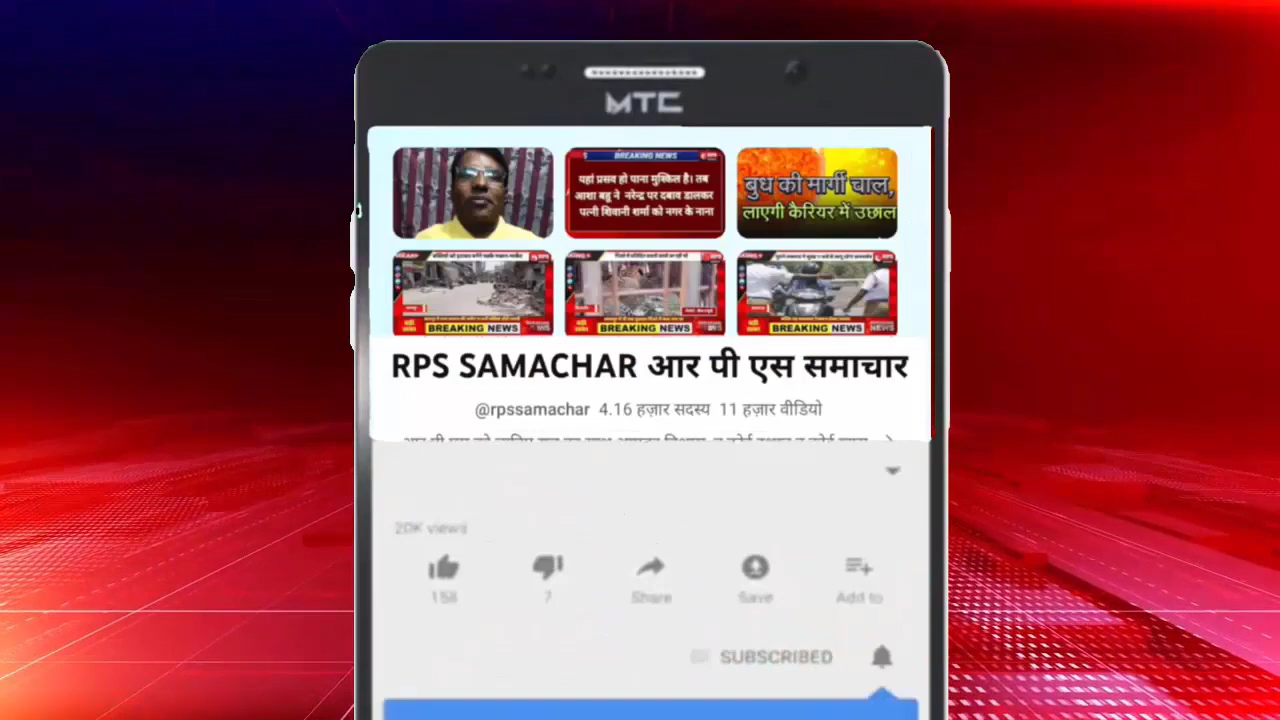 MTC
BREAKING NEWS
यहां प्रसव हो पाना मुस्किल है। तब
आशा बहू ने नरेन्द्र पर दबाव डालकर
पत्नी शिवानी शर्मा को नगर के नाना
बुध की मार्गी चाल,
लाएगी कैरियर में उछाल
BREAKING NEWS
BREAKING NEWS
BREAKING NEWS
RPS SAMACHAR आर पी एस समाचार
@rpssamachar 4.16 हज़ार सदस्य 11 हज़ार वीडियो
20K views
158 7 Share Save Add to
SUBSCRIBED